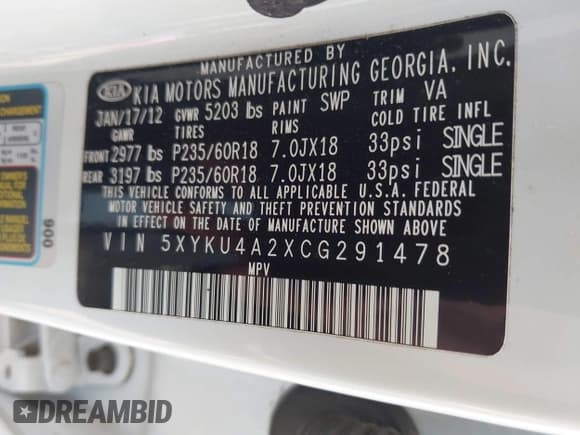 MANUFACTURED BY
KIA KIA MOTORS MANUFACTURING GEORGIA, INC.
JAN/17/12 GVWR 5203 lbs PAINT SWP TRIM VA
GAWR TIRES RIMS COLD TIRE INFL
FRONT 2977 lbs P235/60R18 7.0JX18 33psi SINGLE
REAR 3197 lbs P235/60R18 7.0JX18 33psi SINGLE
THIS VEHICLE CONFORMS TO ALL APPLICABLE U.S.A. FEDERAL
MOTOR VEHICLE SAFETY AND THEFT PREVENTION STANDARDS
IN EFFECT ON THE DATE OF MANUFACTURE SHOWN ABOVE
VIN 5XYKU4A2XCG291478
MPV
006
DREAMBID